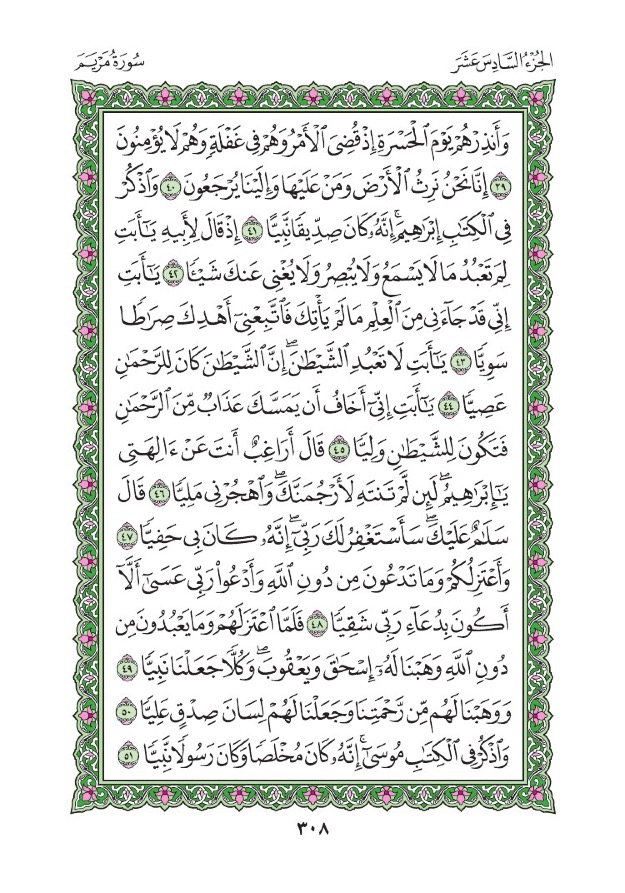 الجزء السادس عشر
سورة مريم
وَأَنذِرْهُمْ يَوْمَ ٱلْحَسْرَةِ إِذْ قُضِىَ ٱلْأَمْرُ وَهُمْ فِى غَفْلَةٍ وَهُمْ لَا يُؤْمِنُونَ
٣٩ إِنَّا نَحْنُ نَرِثُ ٱلْأَرْضَ وَمَنْ عَلَيْهَا وَإِلَيْنَا يُرْجَعُونَ ٤٠ وَٱذْكُرْ
فِى ٱلْكِتَٰبِ إِبْرَٰهِيمَ ۚ إِنَّهُۥ كَانَ صِدِّيقًا نَّبِيًّا ٤١ إِذْ قَالَ لِأَبِيهِ يَٰٓأَبَتِ
لِمَ تَعْبُدُ مَا لَا يَسْمَعُ وَلَا يُبْصِرُ وَلَا يُغْنِى عَنكَ شَيْـًٔا ٤٢ يَٰٓأَبَتِ
إِنِّى قَدْ جَآءَنِى مِنَ ٱلْعِلْمِ مَا لَمْ يَأْتِكَ فَٱتَّبِعْنِىٓ أَهْدِكَ صِرَٰطًا
سَوِيًّا ٤٣ يَٰٓأَبَتِ لَا تَعْبُدِ ٱلشَّيْطَٰنَ ۖ إِنَّ ٱلشَّيْطَٰنَ كَانَ لِلرَّحْمَٰنِ
عَصِيًّا ٤٤ يَٰٓأَبَتِ إِنِّىٓ أَخَافُ أَن يَمَسَّكَ عَذَابٌ مِّنَ ٱلرَّحْمَٰنِ
فَتَكُونَ لِلشَّيْطَٰنِ وَلِيًّا ٤٥ قَالَ أَرَاغِبٌ أَنتَ عَنْ ءَالِهَتِى
يَٰٓإِبْرَٰهِيمُ ۖ لَئِن لَّمْ تَنتَهِ لَأَرْجُمَنَّكَ ۖ وَٱهْجُرْنِى مَلِيًّا ٤٦ قَالَ
سَلَٰمٌ عَلَيْكَ ۖ سَأَسْتَغْفِرُ لَكَ رَبِّىٓ ۖ إِنَّهُۥ كَانَ بِى حَفِيًّا ٤٧
وَأَعْتَزِلُكُمْ وَمَا تَدْعُونَ مِن دُونِ ٱللَّهِ وَأَدْعُوا۟ رَبِّى عَسَىٰٓ أَلَّآ
أَكُونَ بِدُعَآءِ رَبِّى شَقِيًّا ٤٨ فَلَمَّا ٱعْتَزَلَهُمْ وَمَا يَعْبُدُونَ مِن
دُونِ ٱللَّهِ وَهَبْنَا لَهُۥٓ إِسْحَٰقَ وَيَعْقُوبَ ۖ وَكُلًّا جَعَلْنَا نَبِيًّا ٤٩
وَوَهَبْنَا لَهُم مِّن رَّحْمَتِنَا وَجَعَلْنَا لَهُمْ لِسَانَ صِدْقٍ عَلِيًّا ٥٠
وَٱذْكُرْ فِى ٱلْكِتَٰبِ مُوسَىٰٓ ۚ إِنَّهُۥ كَانَ مُخْلَصًا وَكَانَ رَسُولًا نَّبِيًّا ٥١
٣٠٨